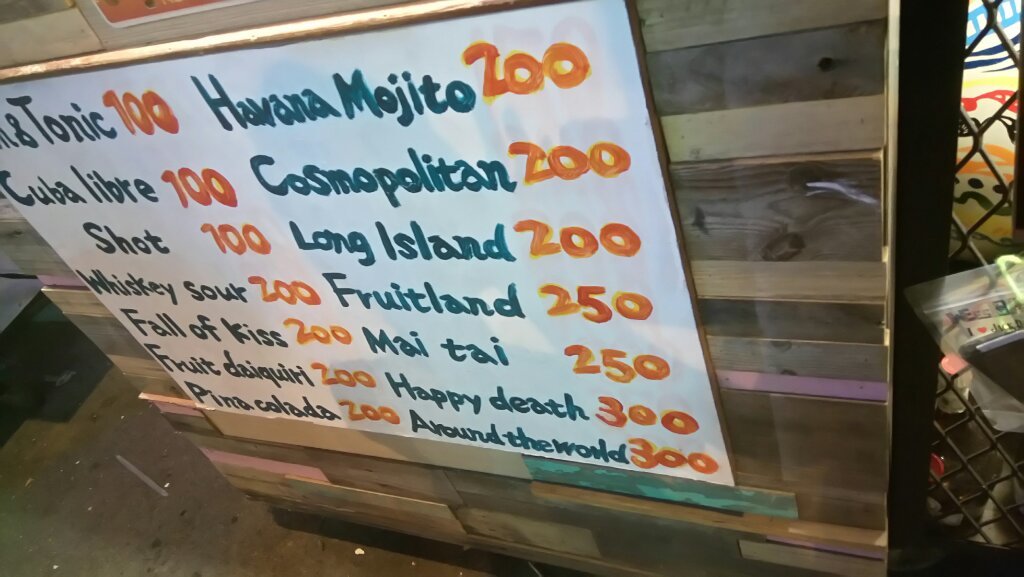 & Tonic 100
Cuba libre 100
Shot 100
Whiskey sour 200
Fall of kiss 200
Fruit daiquiri 200
Pina colada 200
Havana Mojito 200
Cosmopolitan 200
Long Island 200
Fruitland 250
Mai tai 250
Happy death 300
Around the world 300
I ❤